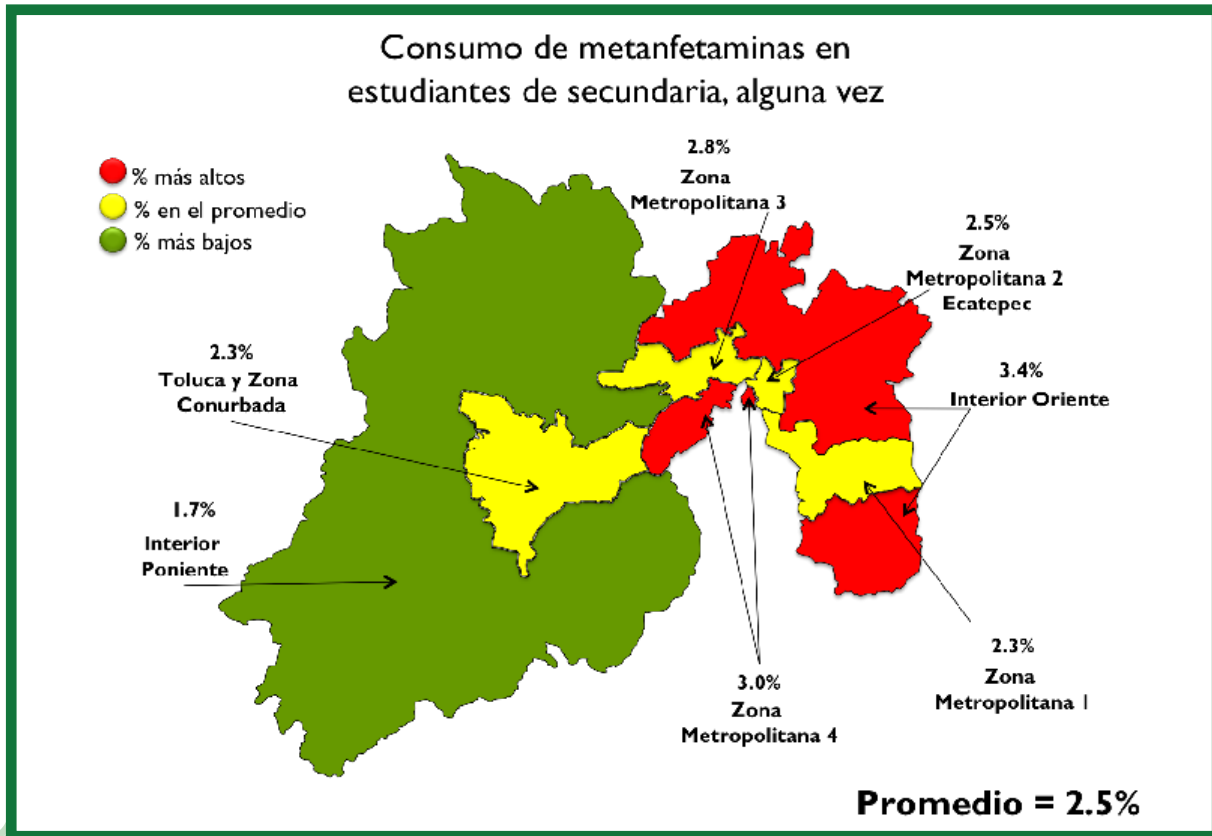 Consumo de metanfetaminas en
estudiantes de secundaria, alguna vez
% más altos
% en el promedio
% más bajos
2.8%
Zona
Metropolitana 3
2.5%
Zona
Metropolitana 2
Ecatepec
2.3%
Toluca y Zona
Conurbada
3.4%
Interior Oriente
1.7%
Interior
Poniente
2.3%
Zona
Metropolitana 1
3.0%
Zona
Metropolitana 4
Promedio = 2.5%